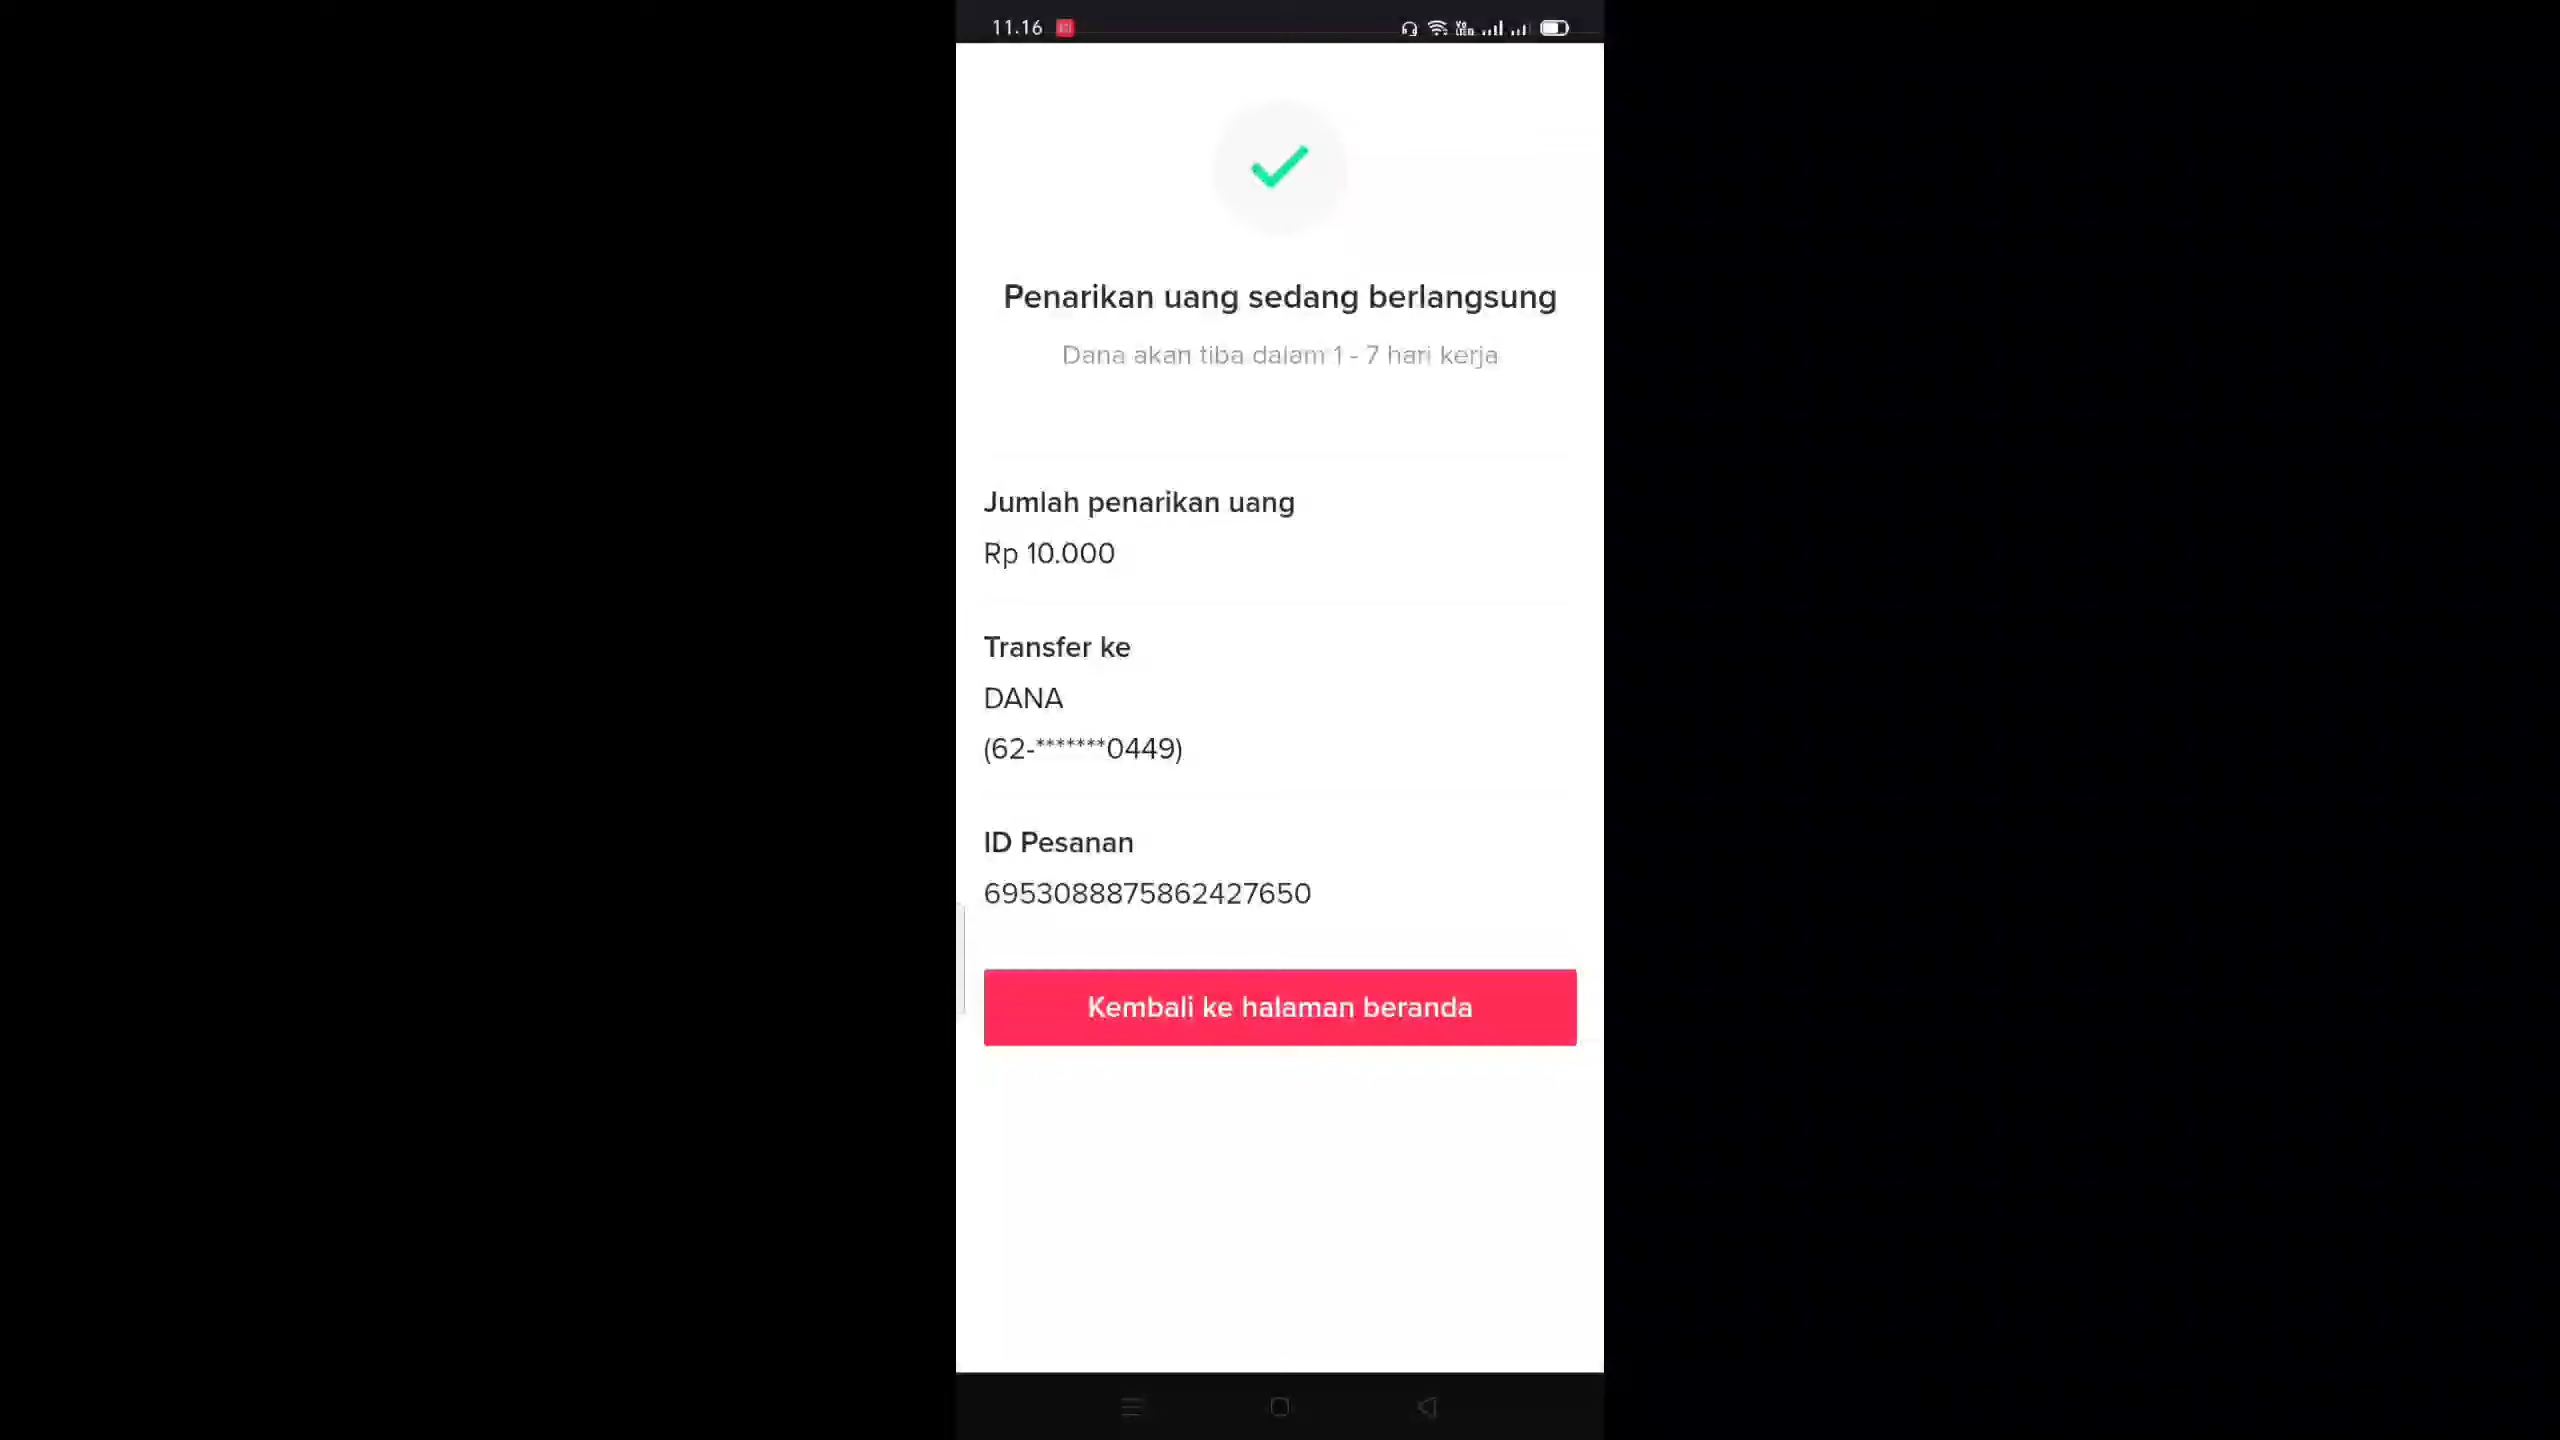 11.16
Penarikan uang sedang berlangsung
Dana akan tiba dalam 1 - 7 hari kerja
Jumlah penarikan uang
Rp 10.000
Transfer ke
DANA
(62-*******0449)
ID Pesanan
6953088875862427650
Kembali ke halaman beranda